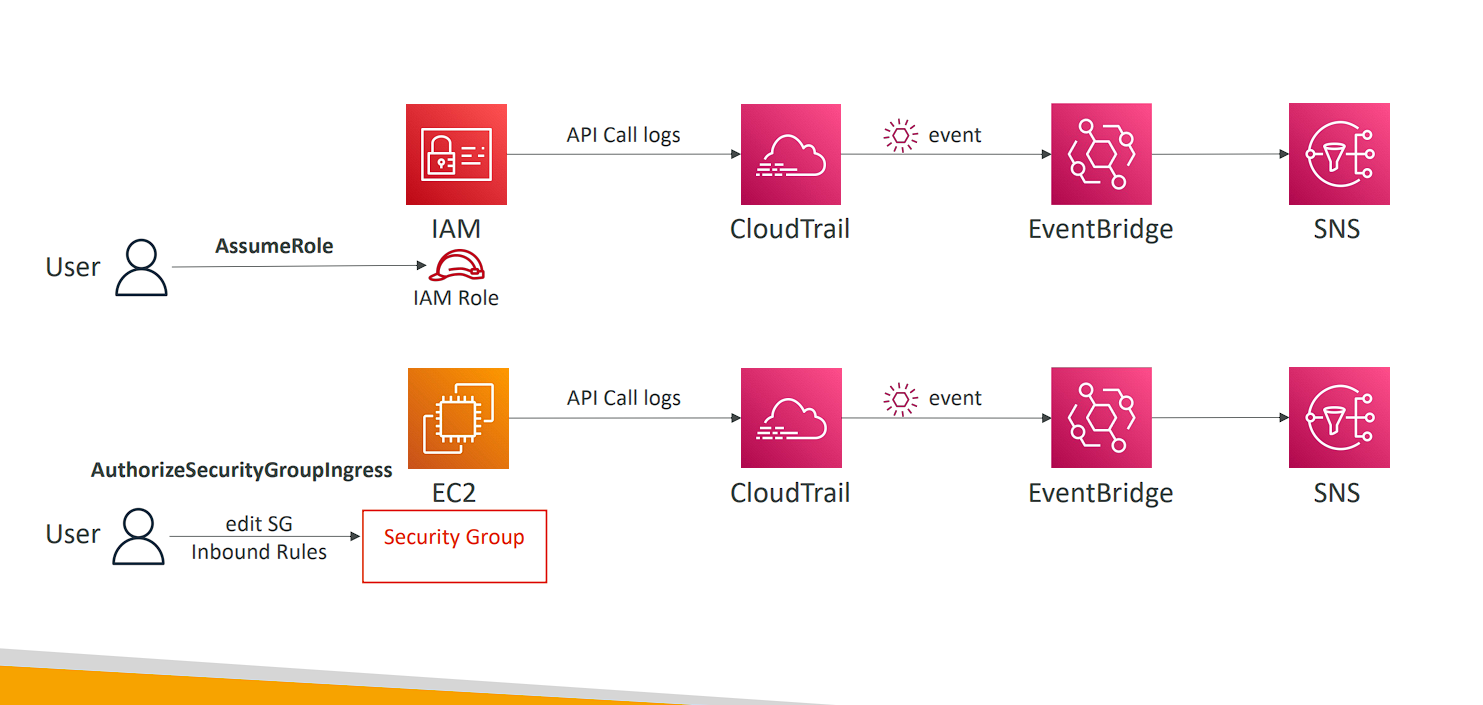 API Call logs
event
IAM
CloudTrail
EventBridge
SNS
User
AssumeRole
IAM Role
API Call logs
event
AuthorizeSecurityGroupIngress
EC2
CloudTrail
EventBridge
SNS
User
edit SG
Inbound Rules
Security Group